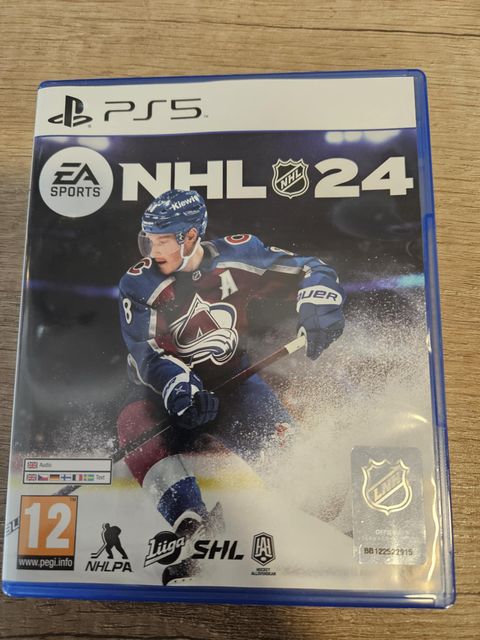 PS5
EA
SPORTS
NHL NHL 24
Kiewit
A
8
BAUER
Audio
Text
12
www.pegi.info
NHLPA
Liiga
SHL
HA
HOCKEY
ALLSVENSKAN
NHL
BB122522915